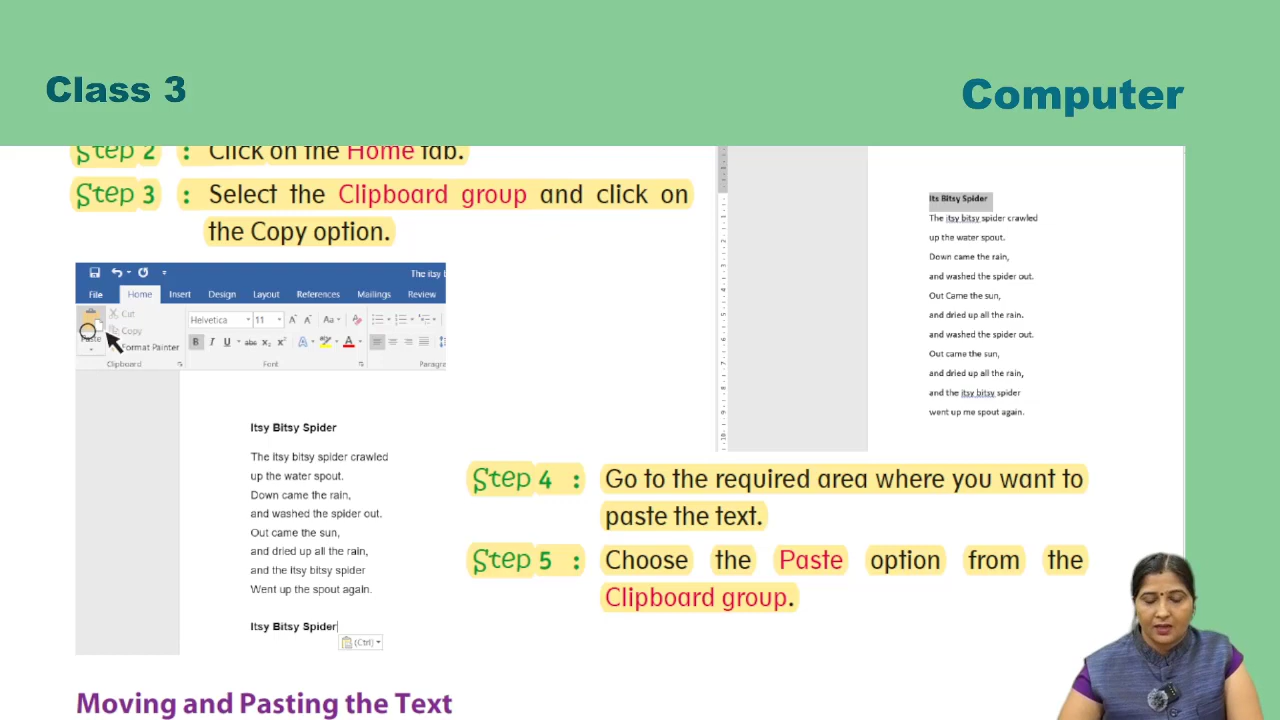 Class 3
Computer
Step 2 : Click on the Home tab.
Step 3 : Select the Clipboard group and click on
the Copy option.
The itsy b
File Home Insert Design Layout References Mailings Review
Cut
Copy
Paste
Format Painter
Helvetica 11 Aa
B I U abc x₂ x² A A
Clipboard Font Paragra
Itsy Bitsy Spider
The itsy bitsy spider crawled
up the water spout.
Down came the rain,
and washed the spider out.
Out came the sun,
and dried up all the rain,
and the itsy bitsy spider
Went up the spout again.
Itsy Bitsy Spider
(Ctrl)
Its Bitsy Spider
The itsy bitsy spider crawled
up the water spout.
Down came the rain,
and washed the spider out.
Out Came the sun,
and dried up all the rain.
and washed the spider out.
Out came the sun,
and dried up all the rain,
and the itsy bitsy spider
went up me spout again.
Step 4 : Go to the required area where you want to
paste the text.
Step 5 : Choose the Paste option from the
Clipboard group.
Moving and Pasting the Text